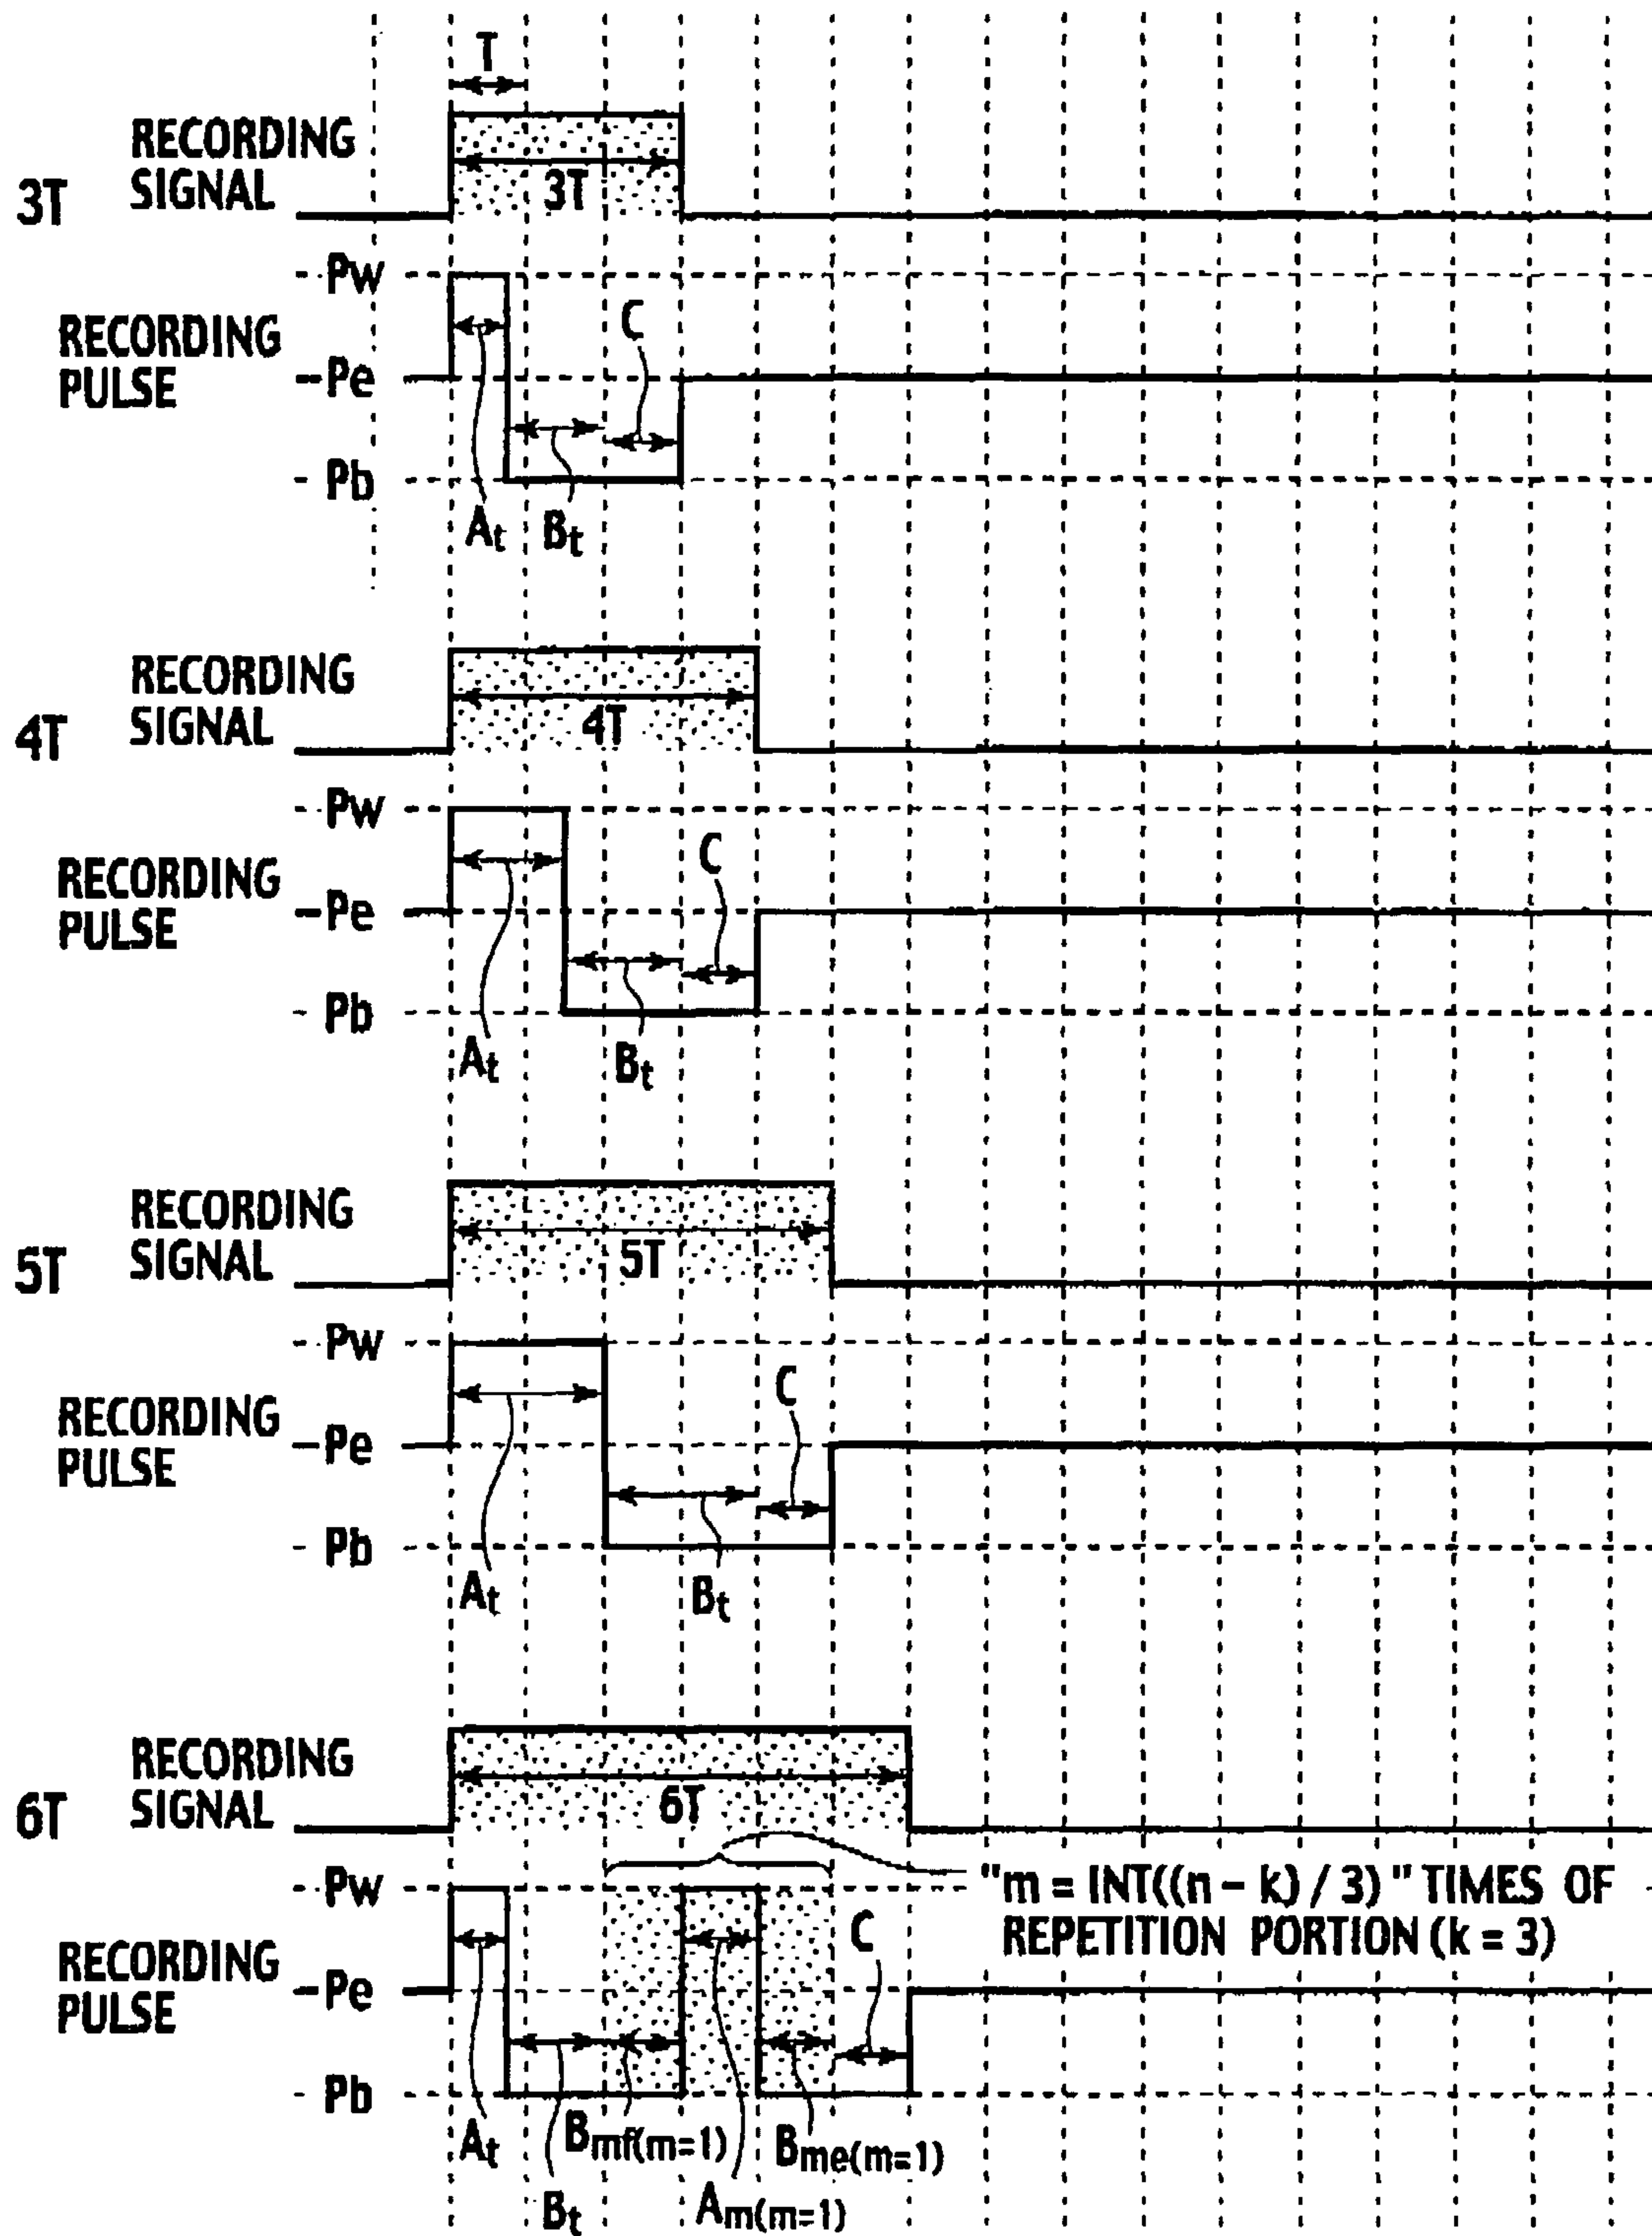 T
RECORDING
SIGNAL
3T
3T
Pw
RECORDING
PULSE
Pe
C
Pb
At
Bt
RECORDING
SIGNAL
4T
4T
Pw
RECORDING
PULSE
Pe
C
Pb
At
Bt
RECORDING
SIGNAL
5T
5T
Pw
RECORDING
PULSE
Pe
C
Pb
At
Bt
RECORDING
SIGNAL
6T
6T
"m = INT((n – k) / 3) " TIMES OF
REPETITION PORTION (k = 3)
Pw
RECORDING
PULSE
Pe
C
Pb
At
Bmf(m=1)
Bme(m=1)
Bt
Am(m=1)